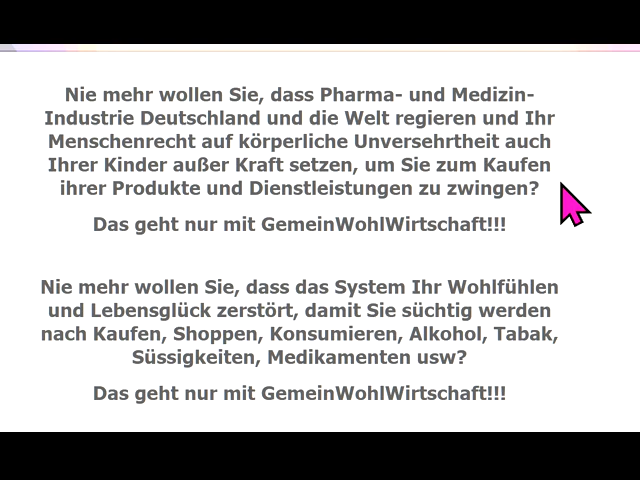 Nie mehr wollen Sie, dass Pharma- und Medizin-
Industrie Deutschland und die Welt regieren und Ihr
Menschenrecht auf körperliche Unversehrtheit auch
Ihrer Kinder außer Kraft setzen, um Sie zum Kaufen
ihrer Produkte und Dienstleistungen zu zwingen?
Das geht nur mit GemeinWohlWirtschaft!!!
Nie mehr wollen Sie, dass das System Ihr Wohlfühlen
und Lebensglück zerstört, damit Sie süchtig werden
nach Kaufen, Shoppen, Konsumieren, Alkohol, Tabak,
Süssigkeiten, Medikamenten usw?
Das geht nur mit GemeinWohlWirtschaft!!!